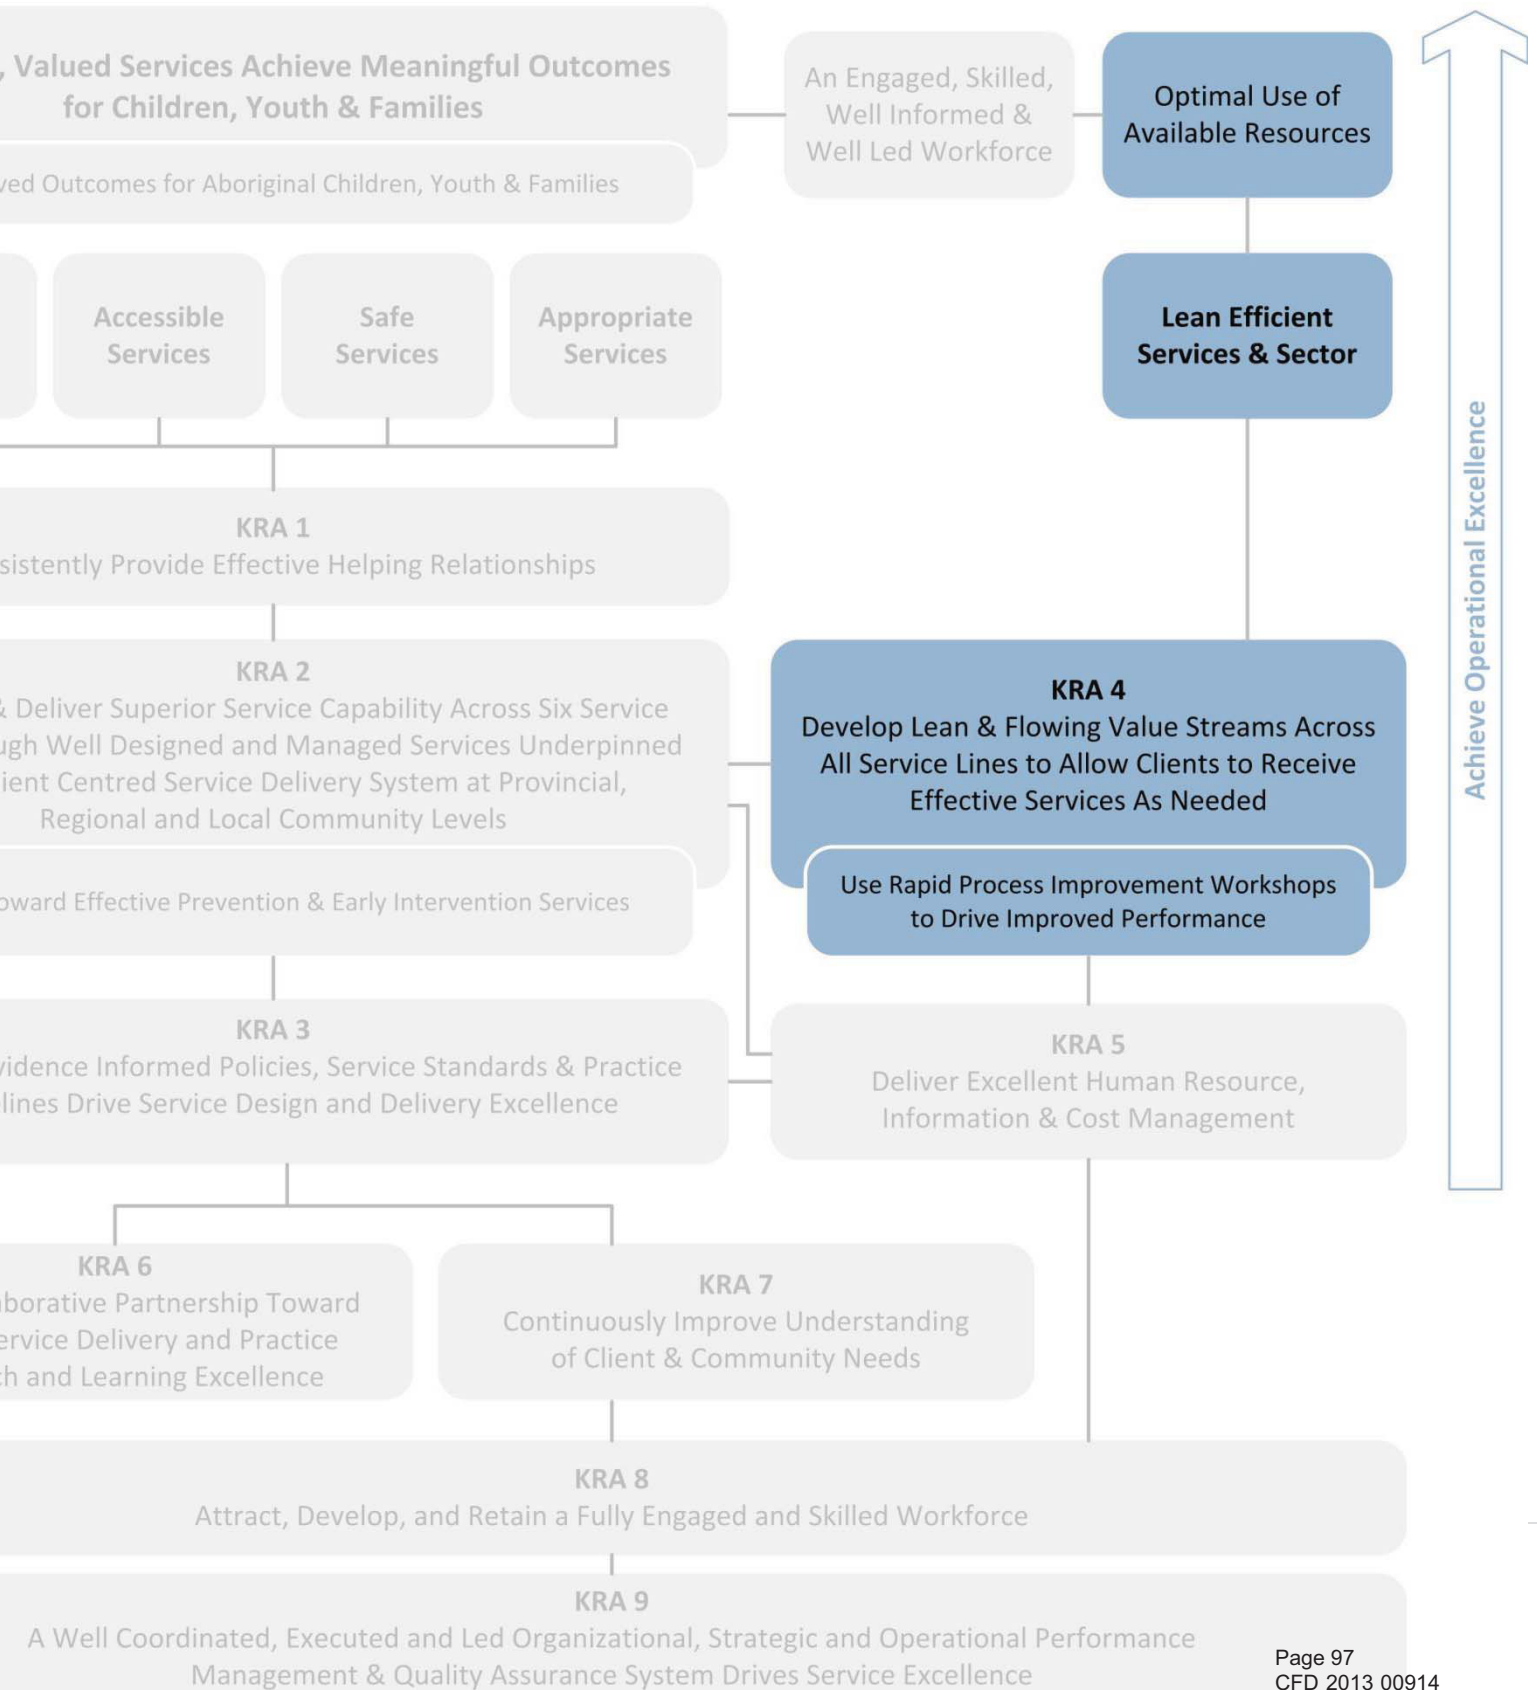 , Valued Services Achieve Meaningful Outcomes
for Children, Youth & Families
Outcomes for Aboriginal Children, Youth & Families
An Engaged, Skilled,
Well Informed &
Well Led Workforce
Optimal Use of
Available Resources
Accessible
Services
Safe
Services
Appropriate
Services
Lean Efficient
Services & Sector
Achieve Operational Excellence
KRA 1
Provide Effective Helping Relationships
KRA 2
& Deliver Superior Service Capability Across Six Service
Well Designed and Managed Services Underpinned
Centred Service Delivery System at Provincial,
Regional and Local Community Levels
Effective Prevention & Early Intervention Services
KRA 4
Develop Lean & Flowing Value Streams Across
All Service Lines to Allow Clients to Receive
Effective Services As Needed
Use Rapid Process Improvement Workshops
to Drive Improved Performance
KRA 3
Informed Policies, Service Standards & Practice
Drive Service Design and Delivery Excellence
KRA 5
Deliver Excellent Human Resource,
Information & Cost Management
KRA 6
Partnership Toward
Delivery and Practice
and Learning Excellence
KRA 7
Continuously Improve Understanding
of Client & Community Needs
KRA 8
Attract, Develop, and Retain a Fully Engaged and Skilled Workforce
KRA 9
A Well Coordinated, Executed and Led Organizational, Strategic and Operational Performance
Management & Quality Assurance System Drives Service Excellence
Page 97
CFD 2013 00914